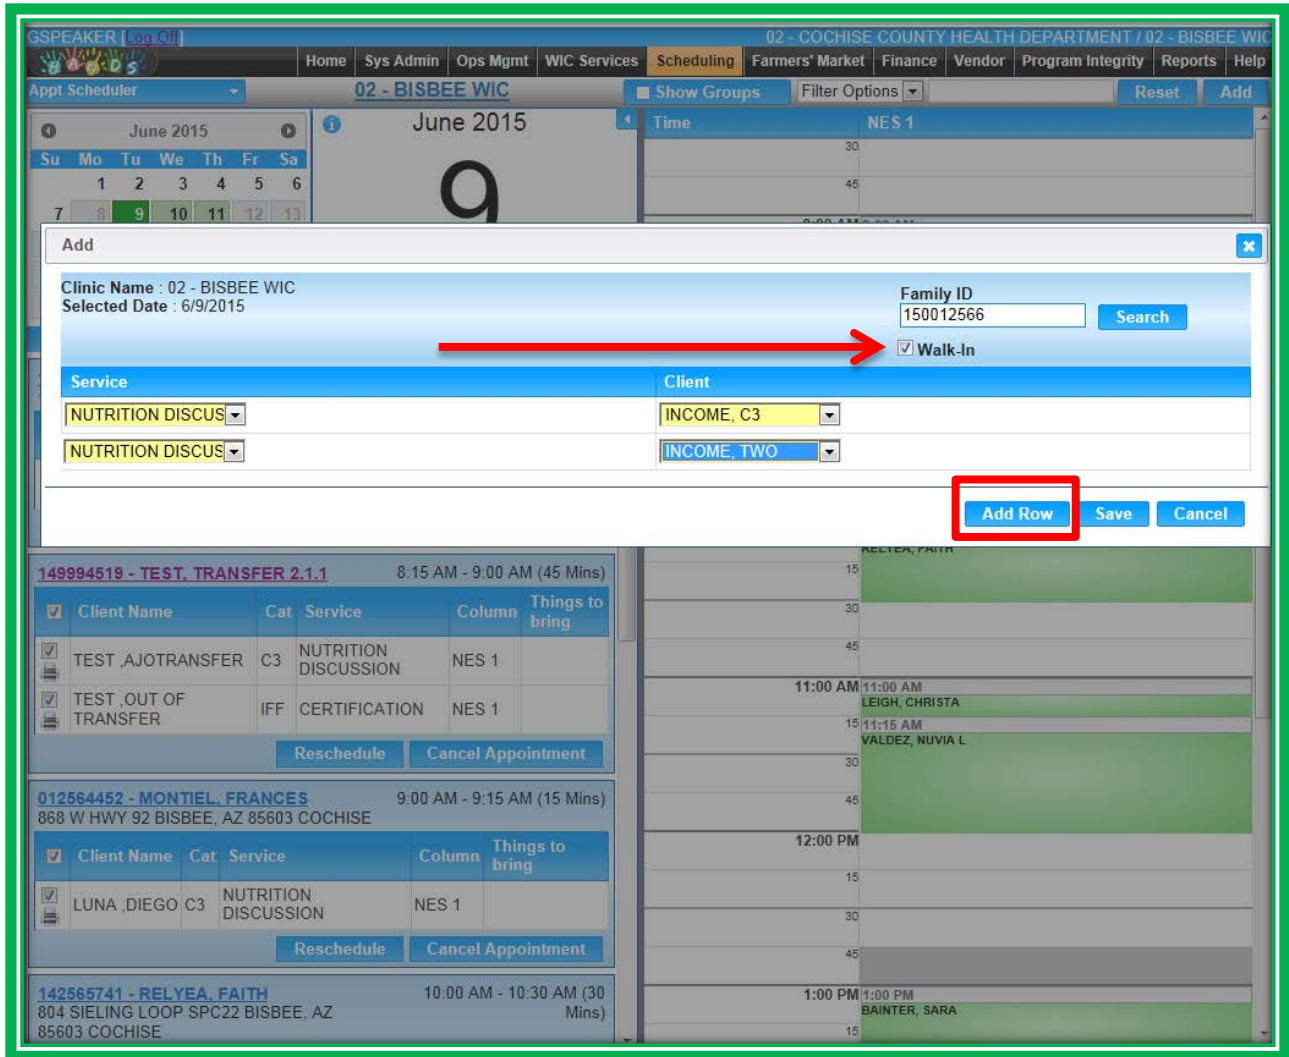 GSPEAKER [Log Off]
02 - COCHISE COUNTY HEALTH DEPARTMENT / 02 - BISBEE WIC
HANDS
Home Sys Admin Ops Mgmt WIC Services Scheduling Farmers' Market Finance Vendor Program Integrity Reports Help
Appt Scheduler
02 - BISBEE WIC
Show Groups
Filter Options
Reset Add
June 2015
Su Mo Tu We Th Fr Sa
1 2 3 4 5 6
7 8 9 10 11 12 13
June 2015
9
Time NES 1
30
45
Add
Clinic Name : 02 - BISBEE WIC
Selected Date : 6/9/2015
Family ID
150012566
Search
Walk-In
Service Client
NUTRITION DISCUS INCOME, C3
NUTRITION DISCUS INCOME, TWO
Add Row Save Cancel
149994519 - TEST, TRANSFER 2.1.1 8:15 AM - 9:00 AM (45 Mins)
Client Name Cat Service Column Things to
bring
TEST ,AJOTRANSFER C3 NUTRITION
DISCUSSION NES 1
TEST ,OUT OF
TRANSFER IFF CERTIFICATION NES 1
Reschedule Cancel Appointment
012564452 - MONTIEL, FRANCES 9:00 AM - 9:15 AM (15 Mins)
868 W HWY 92 BISBEE, AZ 85603 COCHISE
Client Name Cat Service Column Things to
bring
LUNA ,DIEGO C3 NUTRITION
DISCUSSION NES 1
Reschedule Cancel Appointment
142565741 - RELYEA, FAITH 10:00 AM - 10:30 AM (30
Mins)
804 SIELING LOOP SPC22 BISBEE, AZ
85603 COCHISE
RELYEA, FAITH
15
30
45
11:00 AM 11:00 AM
LEIGH, CHRISTA
15 11:15 AM
VALDEZ, NUVIA L
30
45
12:00 PM
15
30
45
1:00 PM 1:00 PM
BAINTER, SARA
15